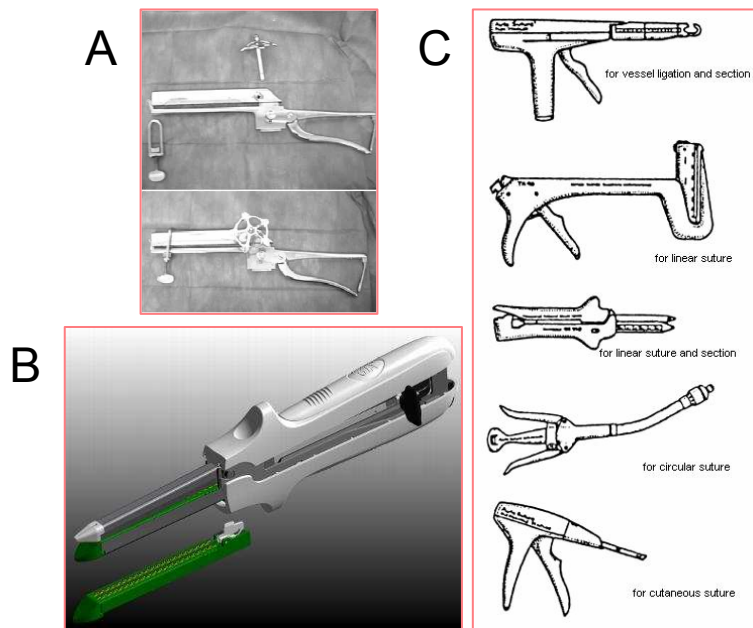 A
B
C
for vessel ligation and section
for linear suture
for linear suture and section
for circular suture
for cutaneous suture